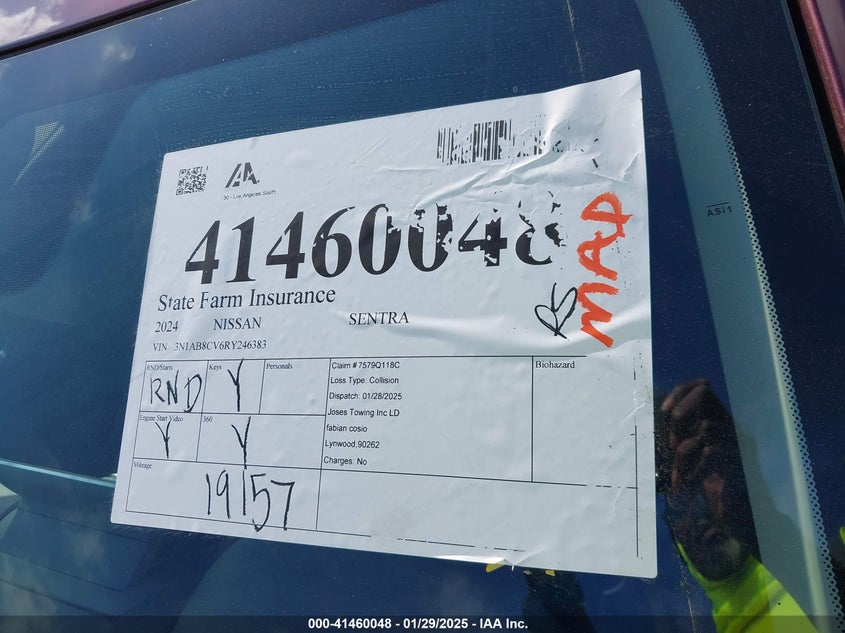 IAA
30 - Los Angeles South
41460048
State Farm Insurance
2024 NISSAN SENTRA
VIN 3N1AB8CV6RY246383
MAP
RND/Starts
RND
Keys
Y
Personals
Engine Start Video
Y
360
Y
Mileage
19157
Claim # 7579Q118C
Loss Type: Collision
Dispatch: 01/28/2025
Joses Towing Inc LD
fabian cosio
Lynwood,90262
Charges: No
Biohazard
AS11
000-41460048 - 01/29/2025 - IAA Inc.